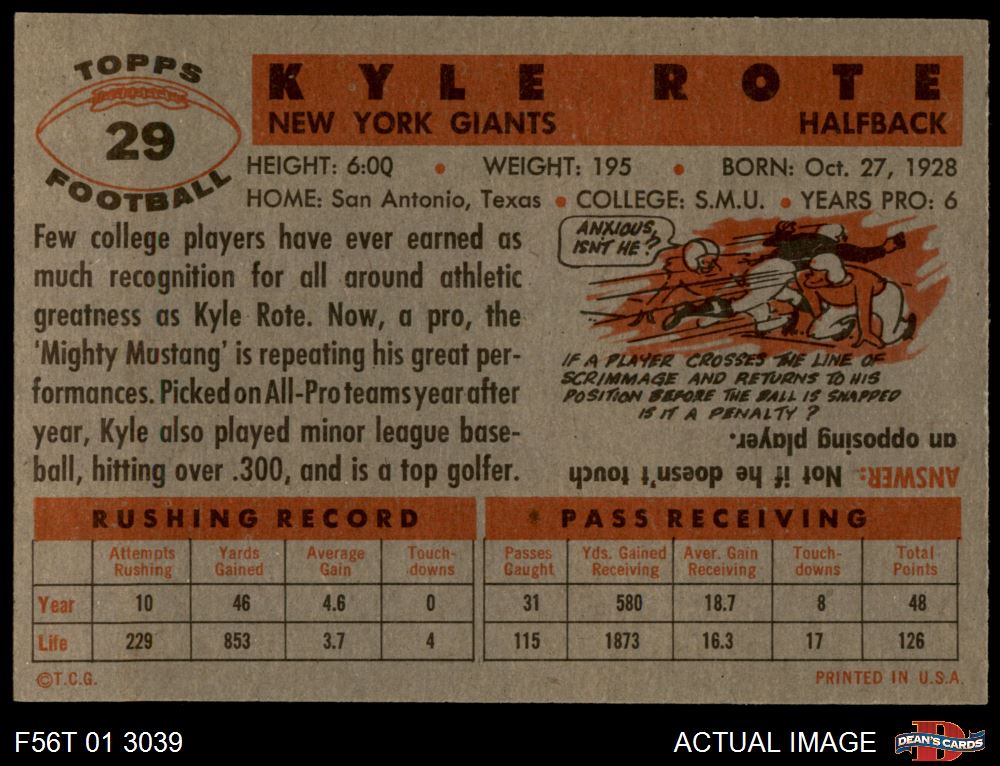 TOPPS
29
FOOTBALL
KYLE ROTE
NEW YORK GIANTS HALFBACK
HEIGHT: 6:00 • WEIGHT: 195 • BORN: Oct. 27, 1928
HOME: San Antonio, Texas • COLLEGE: S.M.U. • YEARS PRO: 6
Few college players have ever earned as
much recognition for all around athletic
greatness as Kyle Rote. Now, a pro, the
'Mighty Mustang' is repeating his great per-
formances. Picked on All-Pro teams year after
year, Kyle also played minor league base-
ball, hitting over .300, and is a top golfer.
ANXIOUS,
ISN'T HE?
IF A PLAYER CROSSES THE LINE OF
SCRIMMAGE AND RETURNS TO HIS
POSITION BEFORE THE BALL IS SNAPPED
IS IT A PENALTY?
ANSWER: Not if he doesn't touch
an opposing player.
RUSHING RECORD
Attempts Rushing Yards Gained Average Gain Touch-downs
Year 10 46 4.6 0
Life 229 853 3.7 4
PASS RECEIVING
Passes Caught Yds. Gained Receiving Aver. Gain Receiving Touch-downs Total Points
31 580 18.7 8 48
115 1873 16.3 17 126
©T.C.G. PRINTED IN U.S.A.
F56T 01 3039 ACTUAL IMAGE
D
DEAN'S CARDS